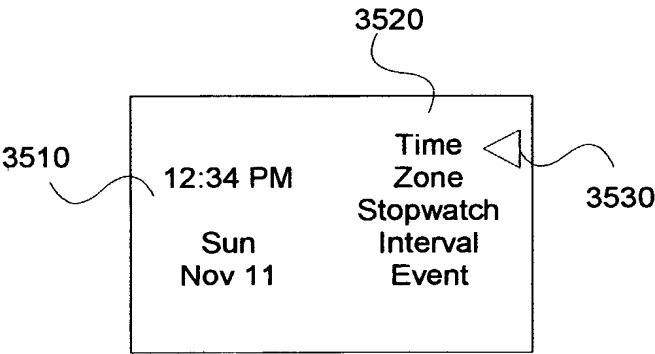 3520
3510
12:34 PM
Sun
Nov 11
Time
Zone
Stopwatch
Interval
Event
3530